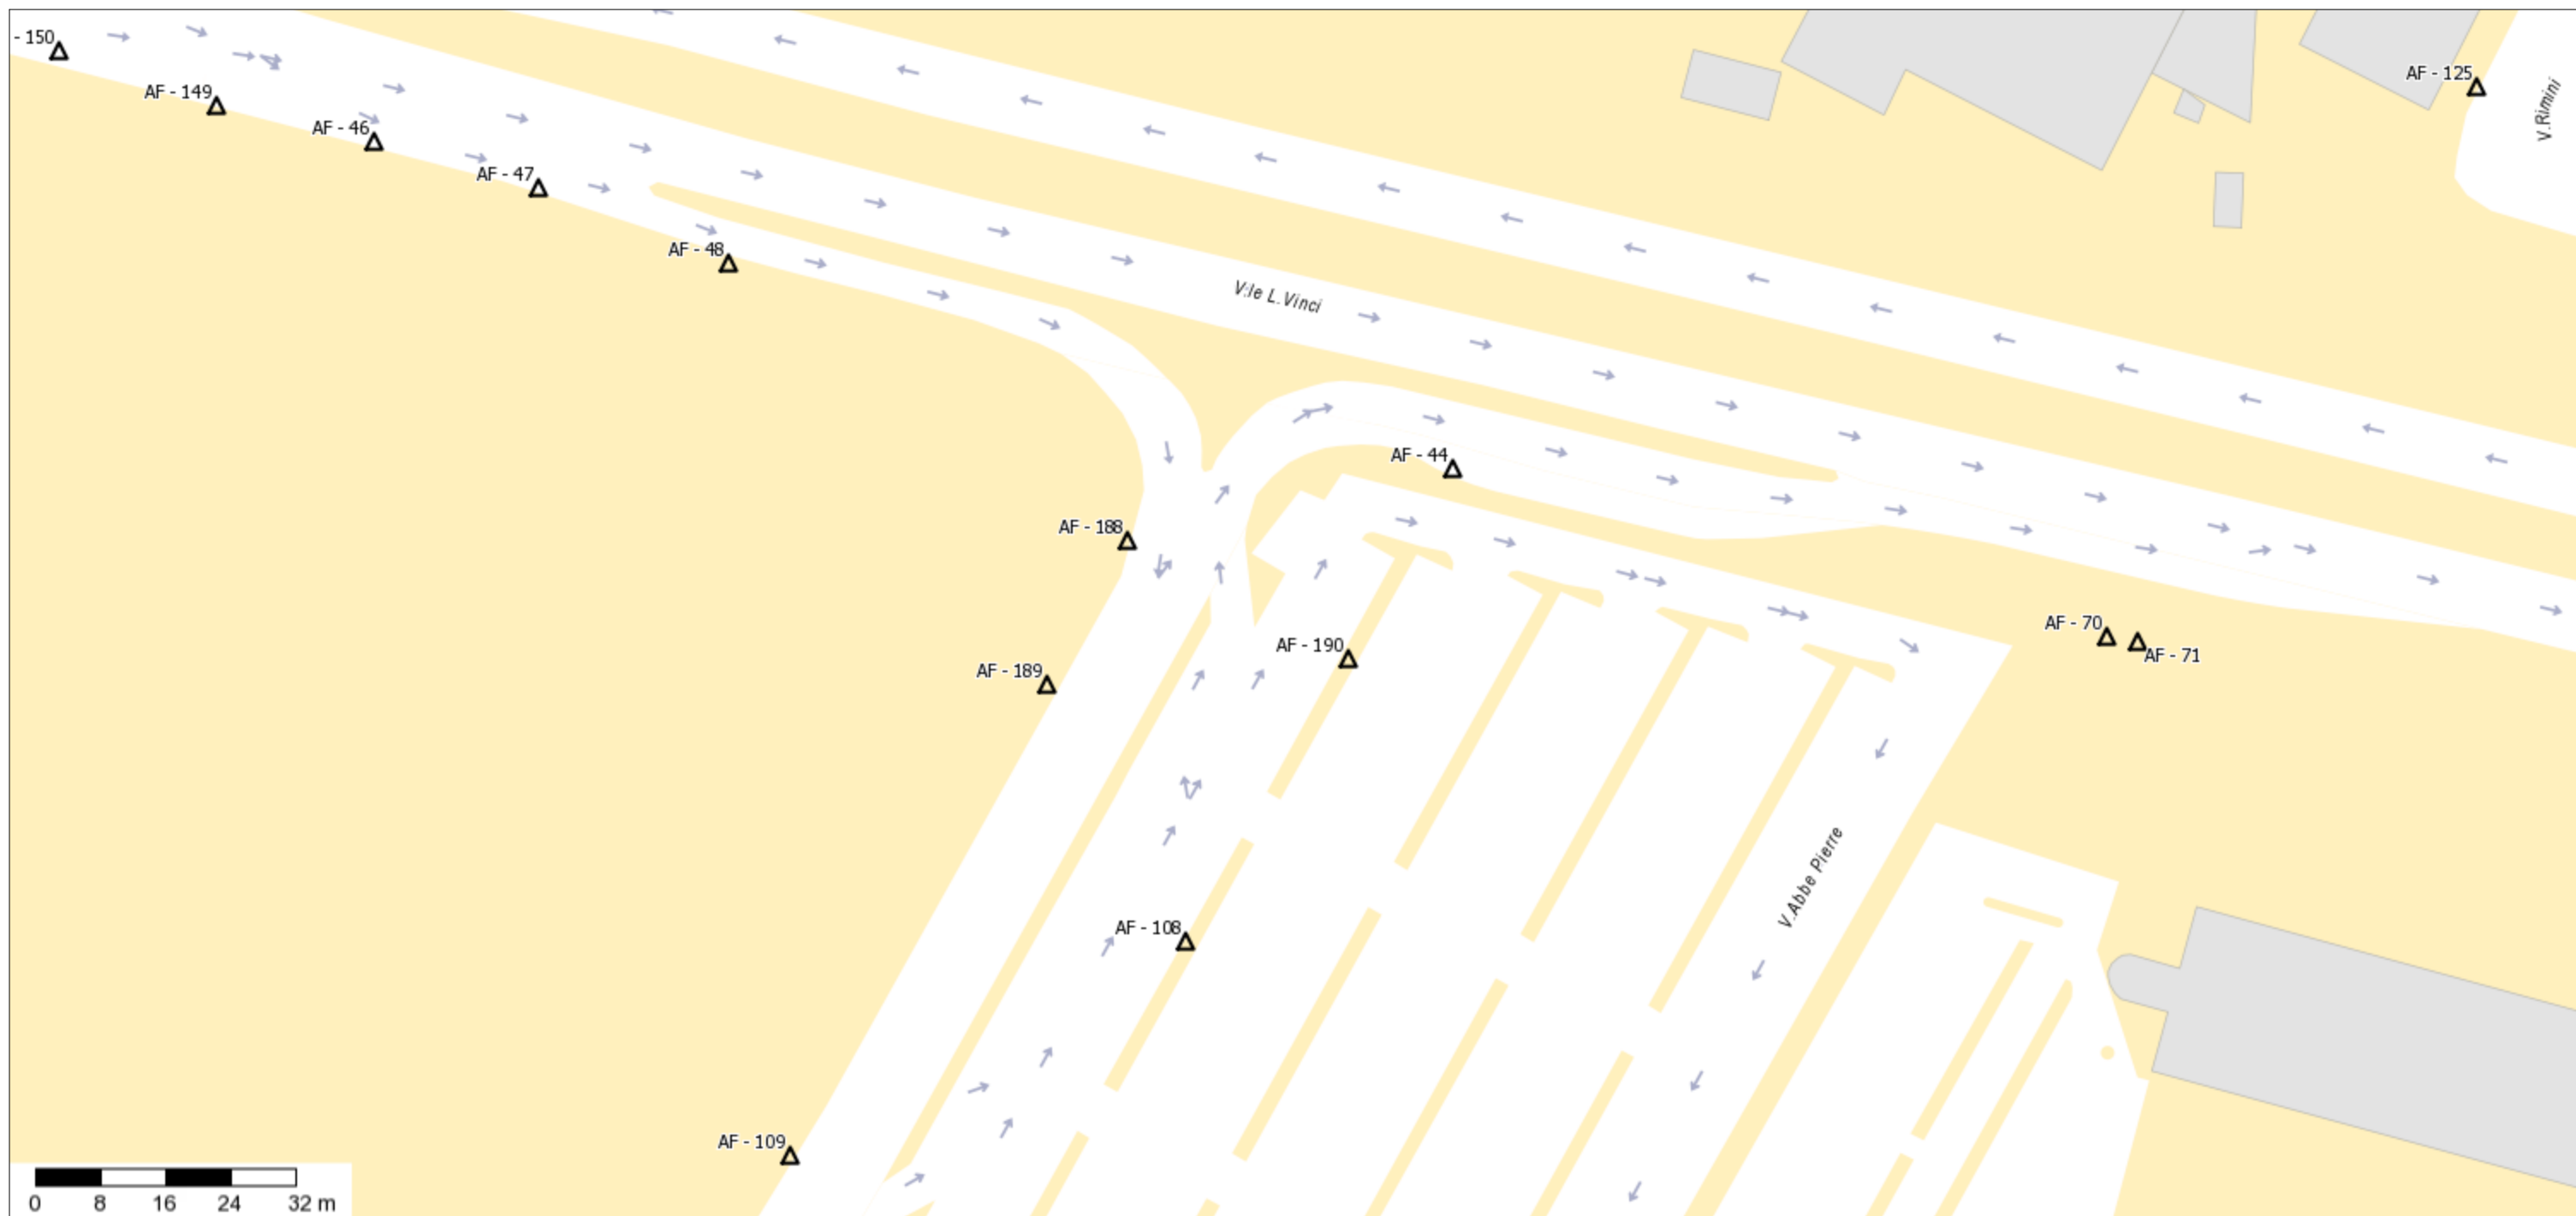 - 150
AF - 149
AF - 46
AF - 47
AF - 48
AF - 125
V.Rimini
V.le L.Vinci
AF - 44
AF - 188
AF - 189
AF - 190
AF - 70
AF - 71
V.Abbe Pierre
AF - 108
AF - 109
0 8 16 24 32 m